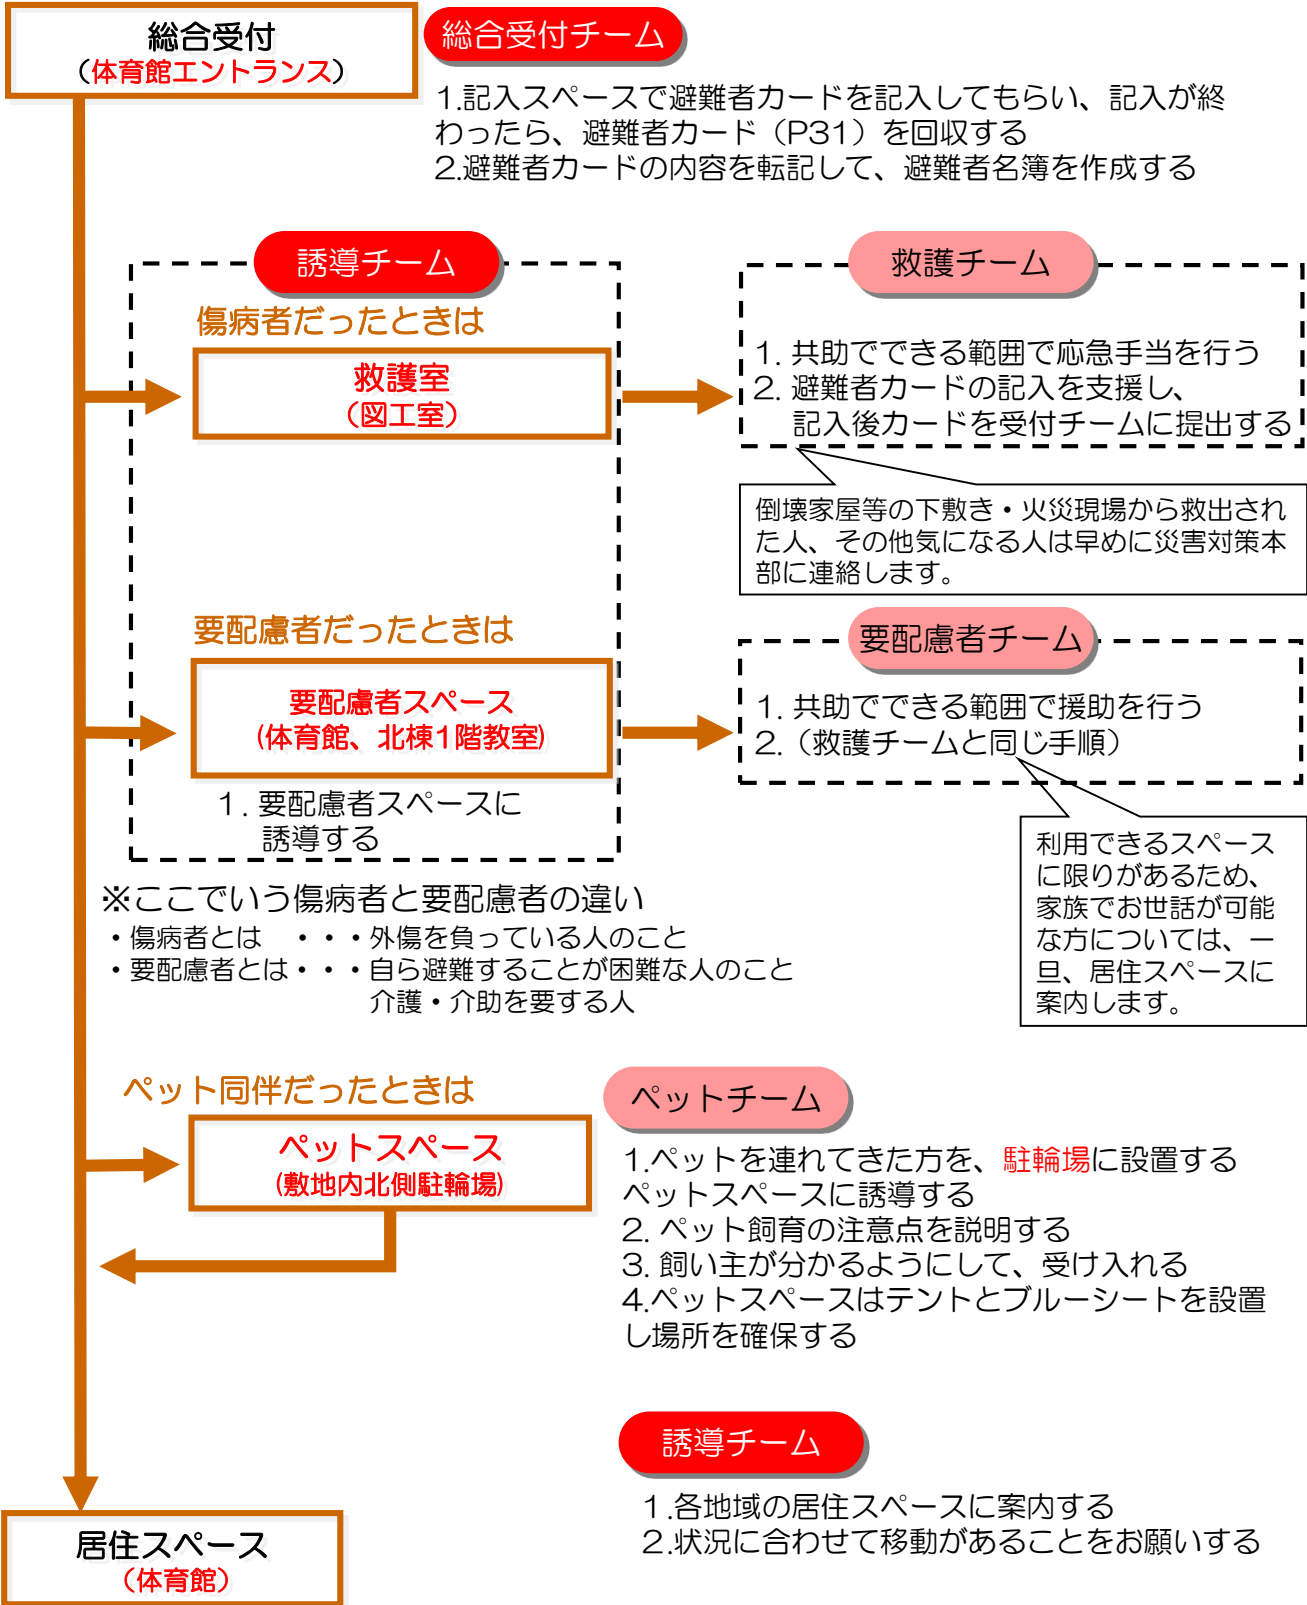 総合受付
（体育館エントランス）
総合受付チーム
1.記入スペースで避難者カードを記入してもらい、記入が終
わったら、避難者カード（P31）を回収する
2.避難者カードの内容を転記して、避難者名簿を作成する
誘導チーム
傷病者だったときは
救護室
（図工室）
救護チーム
1. 共助でできる範囲で応急手当を行う
2. 避難者カードの記入を支援し、
記入後カードを受付チームに提出する
倒壊家屋等の下敷き・火災現場から救出され
た人、その他気になる人は早めに災害対策本
部に連絡します。
要配慮者だったときは
要配慮者スペース
(体育館、北棟1階教室)
1. 要配慮者スペースに
誘導する
要配慮者チーム
1. 共助でできる範囲で援助を行う
2.（救護チームと同じ手順）
利用できるスペース
に限りがあるため、
家族でお世話が可能
な方については、一
旦、居住スペースに
案内します。
※ここでいう傷病者と要配慮者の違い
・傷病者とは　・・・外傷を負っている人のこと
・要配慮者とは・・・自ら避難することが困難な人のこと
介護・介助を要する人
ペット同伴だったときは
ペットスペース
(敷地内北側駐輪場)
ペットチーム
1.ペットを連れてきた方を、駐輪場に設置する
ペットスペースに誘導する
2. ペット飼育の注意点を説明する
3. 飼い主が分かるようにして、受け入れる
4.ペットスペースはテントとブルーシートを設置
し場所を確保する
誘導チーム
1.各地域の居住スペースに案内する
2.状況に合わせて移動があることをお願いする
居住スペース
（体育館）